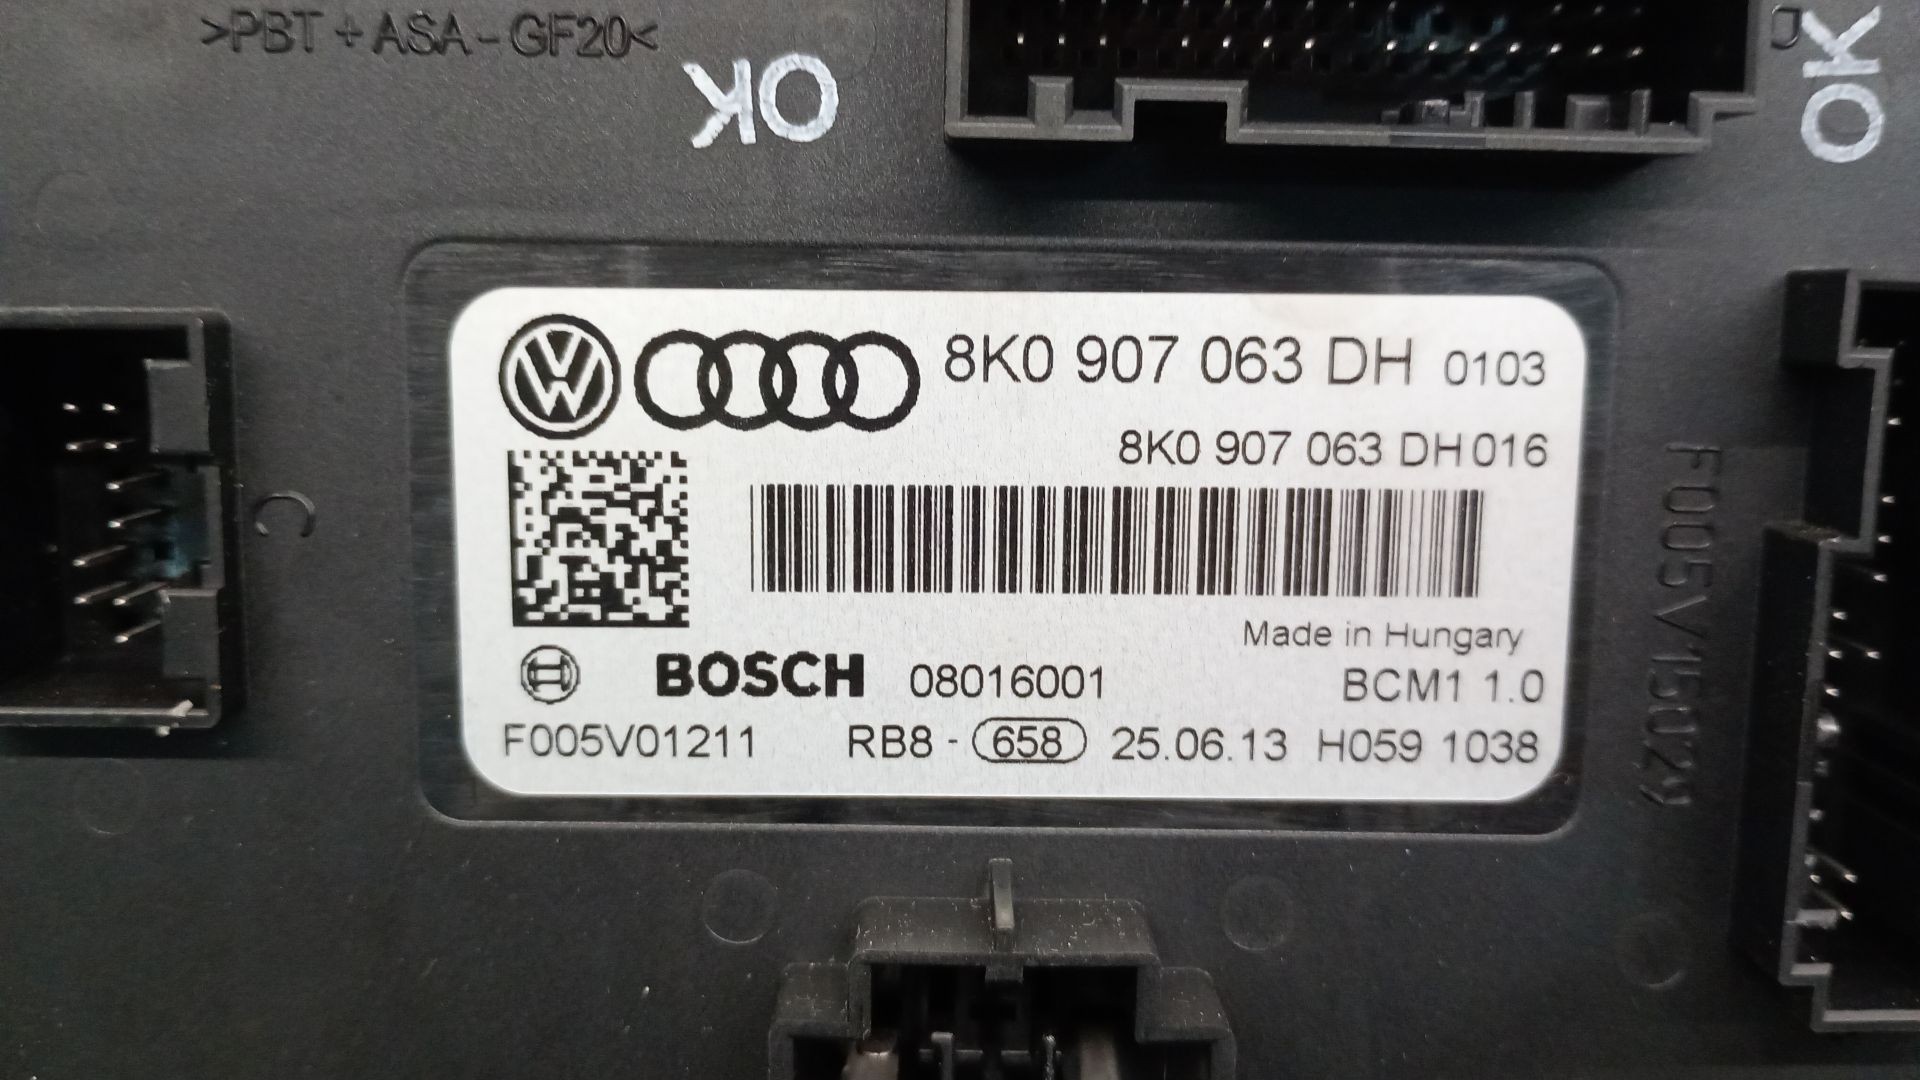 >PBT+ASA-GF20<
OK
OK
C
8K0 907 063 DH 0103
8K0 907 063 DH 016
Made in Hungary
BOSCH 08016001 BCM1 1.0
F005V01211 RB8 - 658 25.06.13 H059 1038
F005V15029